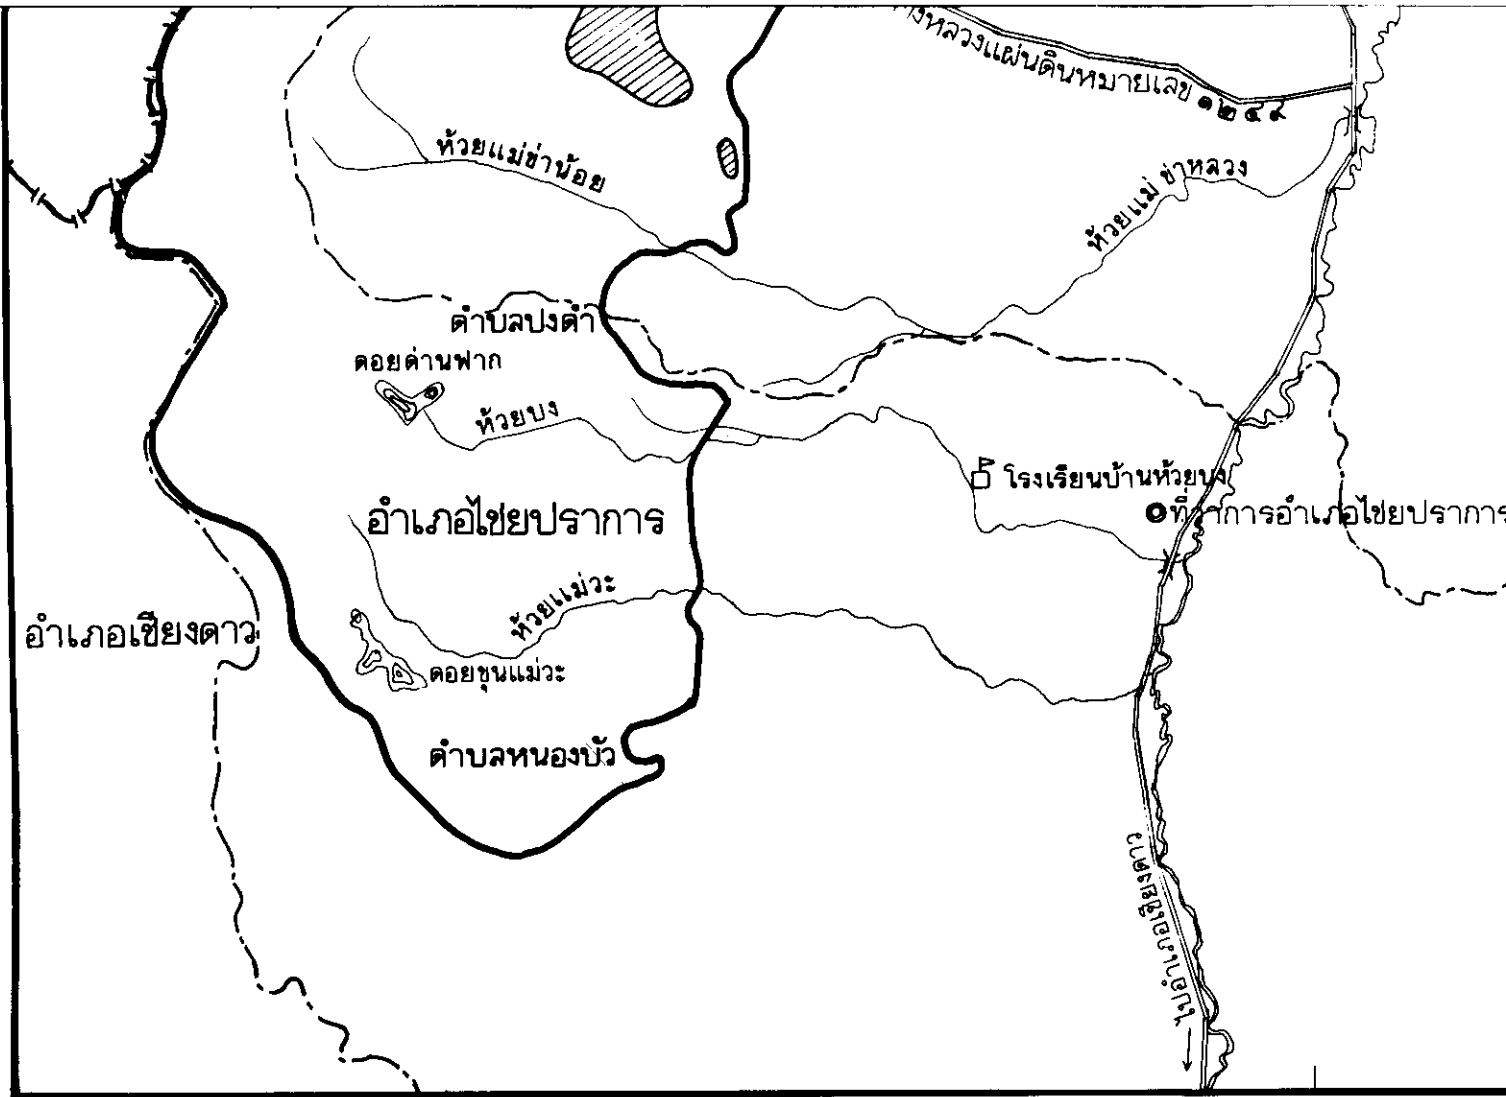 ทางหลวงแผ่นดินหมายเลข ๑๒๔๙
ห้วยแม่ข่าน้อย
ห้วยแม่ ข่าหลวง
ตำบลปงตำ
ดอยด่านฟาก
ห้วยบง
โรงเรียนบ้านห้วยบง
ที่ว่าการอำเภอไชยปราการ
อำเภอไชยปราการ
ห้วยแม่วะ
อำเภอเชียงดาว
ดอยขุนแม่วะ
ตำบลหนองบัว
ไปอำเภอเชียงดาว